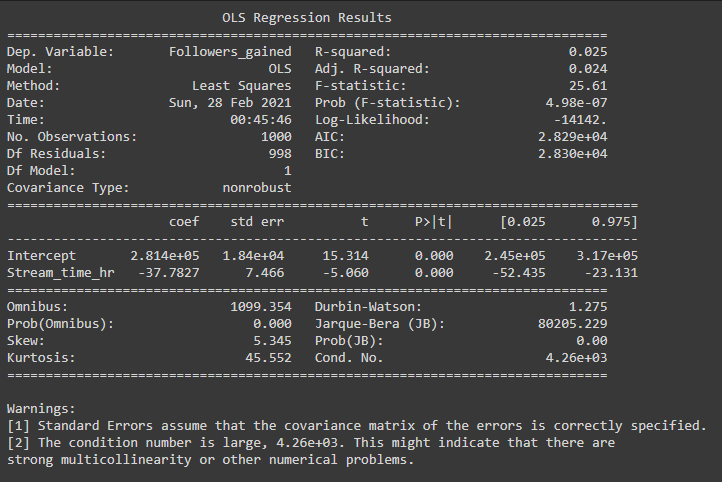 OLS Regression Results
==============================================================================
Dep. Variable: Followers_gained R-squared: 0.025
Model: OLS Adj. R-squared: 0.024
Method: Least Squares F-statistic: 25.61
Date: Sun, 28 Feb 2021 Prob (F-statistic): 4.98e-07
Time: 00:45:46 Log-Likelihood: -14142.
No. Observations: 1000 AIC: 2.829e+04
Df Residuals: 998 BIC: 2.830e+04
Df Model: 1
Covariance Type: nonrobust
==================================================================================
coef std err t P>|t| [0.025 0.975]
----------------------------------------------------------------------------------
Intercept 2.814e+05 1.84e+04 15.314 0.000 2.45e+05 3.17e+05
Stream_time_hr -37.7827 7.466 -5.060 0.000 -52.435 -23.131
==============================================================================
Omnibus: 1099.354 Durbin-Watson: 1.275
Prob(Omnibus): 0.000 Jarque-Bera (JB): 80205.229
Skew: 5.345 Prob(JB): 0.00
Kurtosis: 45.552 Cond. No. 4.26e+03
==============================================================================
Warnings:
[1] Standard Errors assume that the covariance matrix of the errors is correctly specified.
[2] The condition number is large, 4.26e+03. This might indicate that there are
strong multicollinearity or other numerical problems.